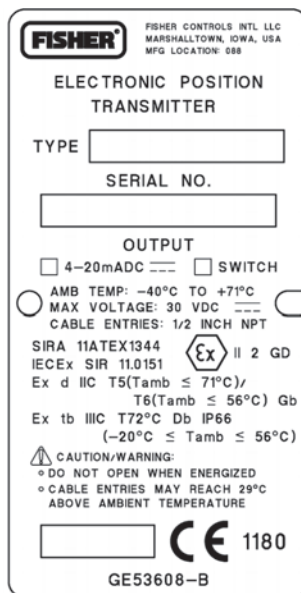 FISHER®
FISHER CONTROLS INTL LLC
MARSHALLTOWN, IOWA, USA
MFG LOCATION: 088
ELECTRONIC POSITION
TRANSMITTER
TYPE
SERIAL NO.
OUTPUT
4-20mADC SWITCH
AMB TEMP: -40°C TO +71°C
MAX VOLTAGE: 30 VDC
CABLE ENTRIES: 1/2 INCH NPT
SIRA 11ATEX1344
IECEx SIR 11.0151
Ex II 2 GD
Ex d IIC T5(Tamb ≤ 71°C)/
T6(Tamb ≤ 56°C) Gb
Ex tb IIIC T72°C Db IP66
(-20°C ≤ Tamb ≤ 56°C)
CAUTION/WARNING:
DO NOT OPEN WHEN ENERGIZED
CABLE ENTRIES MAY REACH 29°C
ABOVE AMBIENT TEMPERATURE
CE 1180
GE53608-B